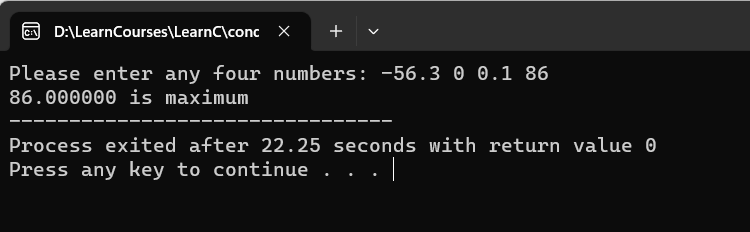 D:\LearnCourses\LearnC\conc
Please enter any four numbers: -56.3 0 0.1 86
86.000000 is maximum
--------------------------------
Process exited after 22.25 seconds with return value 0
Press any key to continue . . .